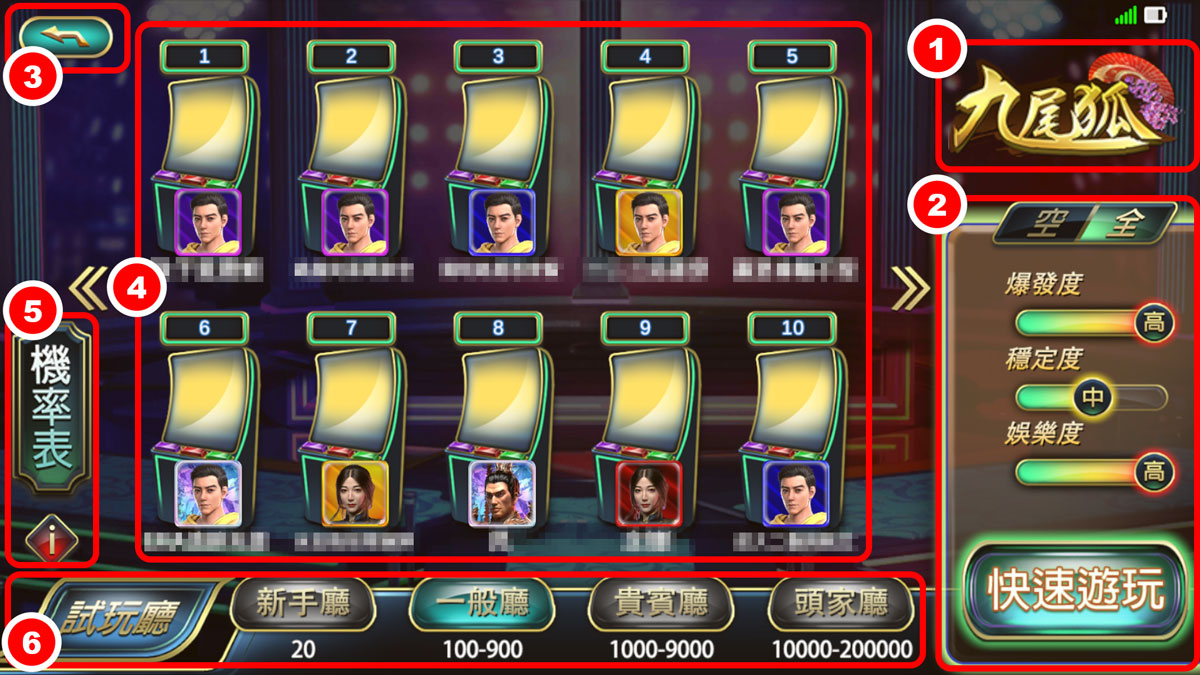 3
1 2 3 4 5
1
九尾狐
2
空 全
爆發度
高
穩定度
中
娛樂度
高
快速遊玩
4
6 7 8 9 10
5
機率表
i
6
試玩廳
新手廳 一般廳 貴賓廳 頭家廳
20 100-900 1000-9000 10000-200000